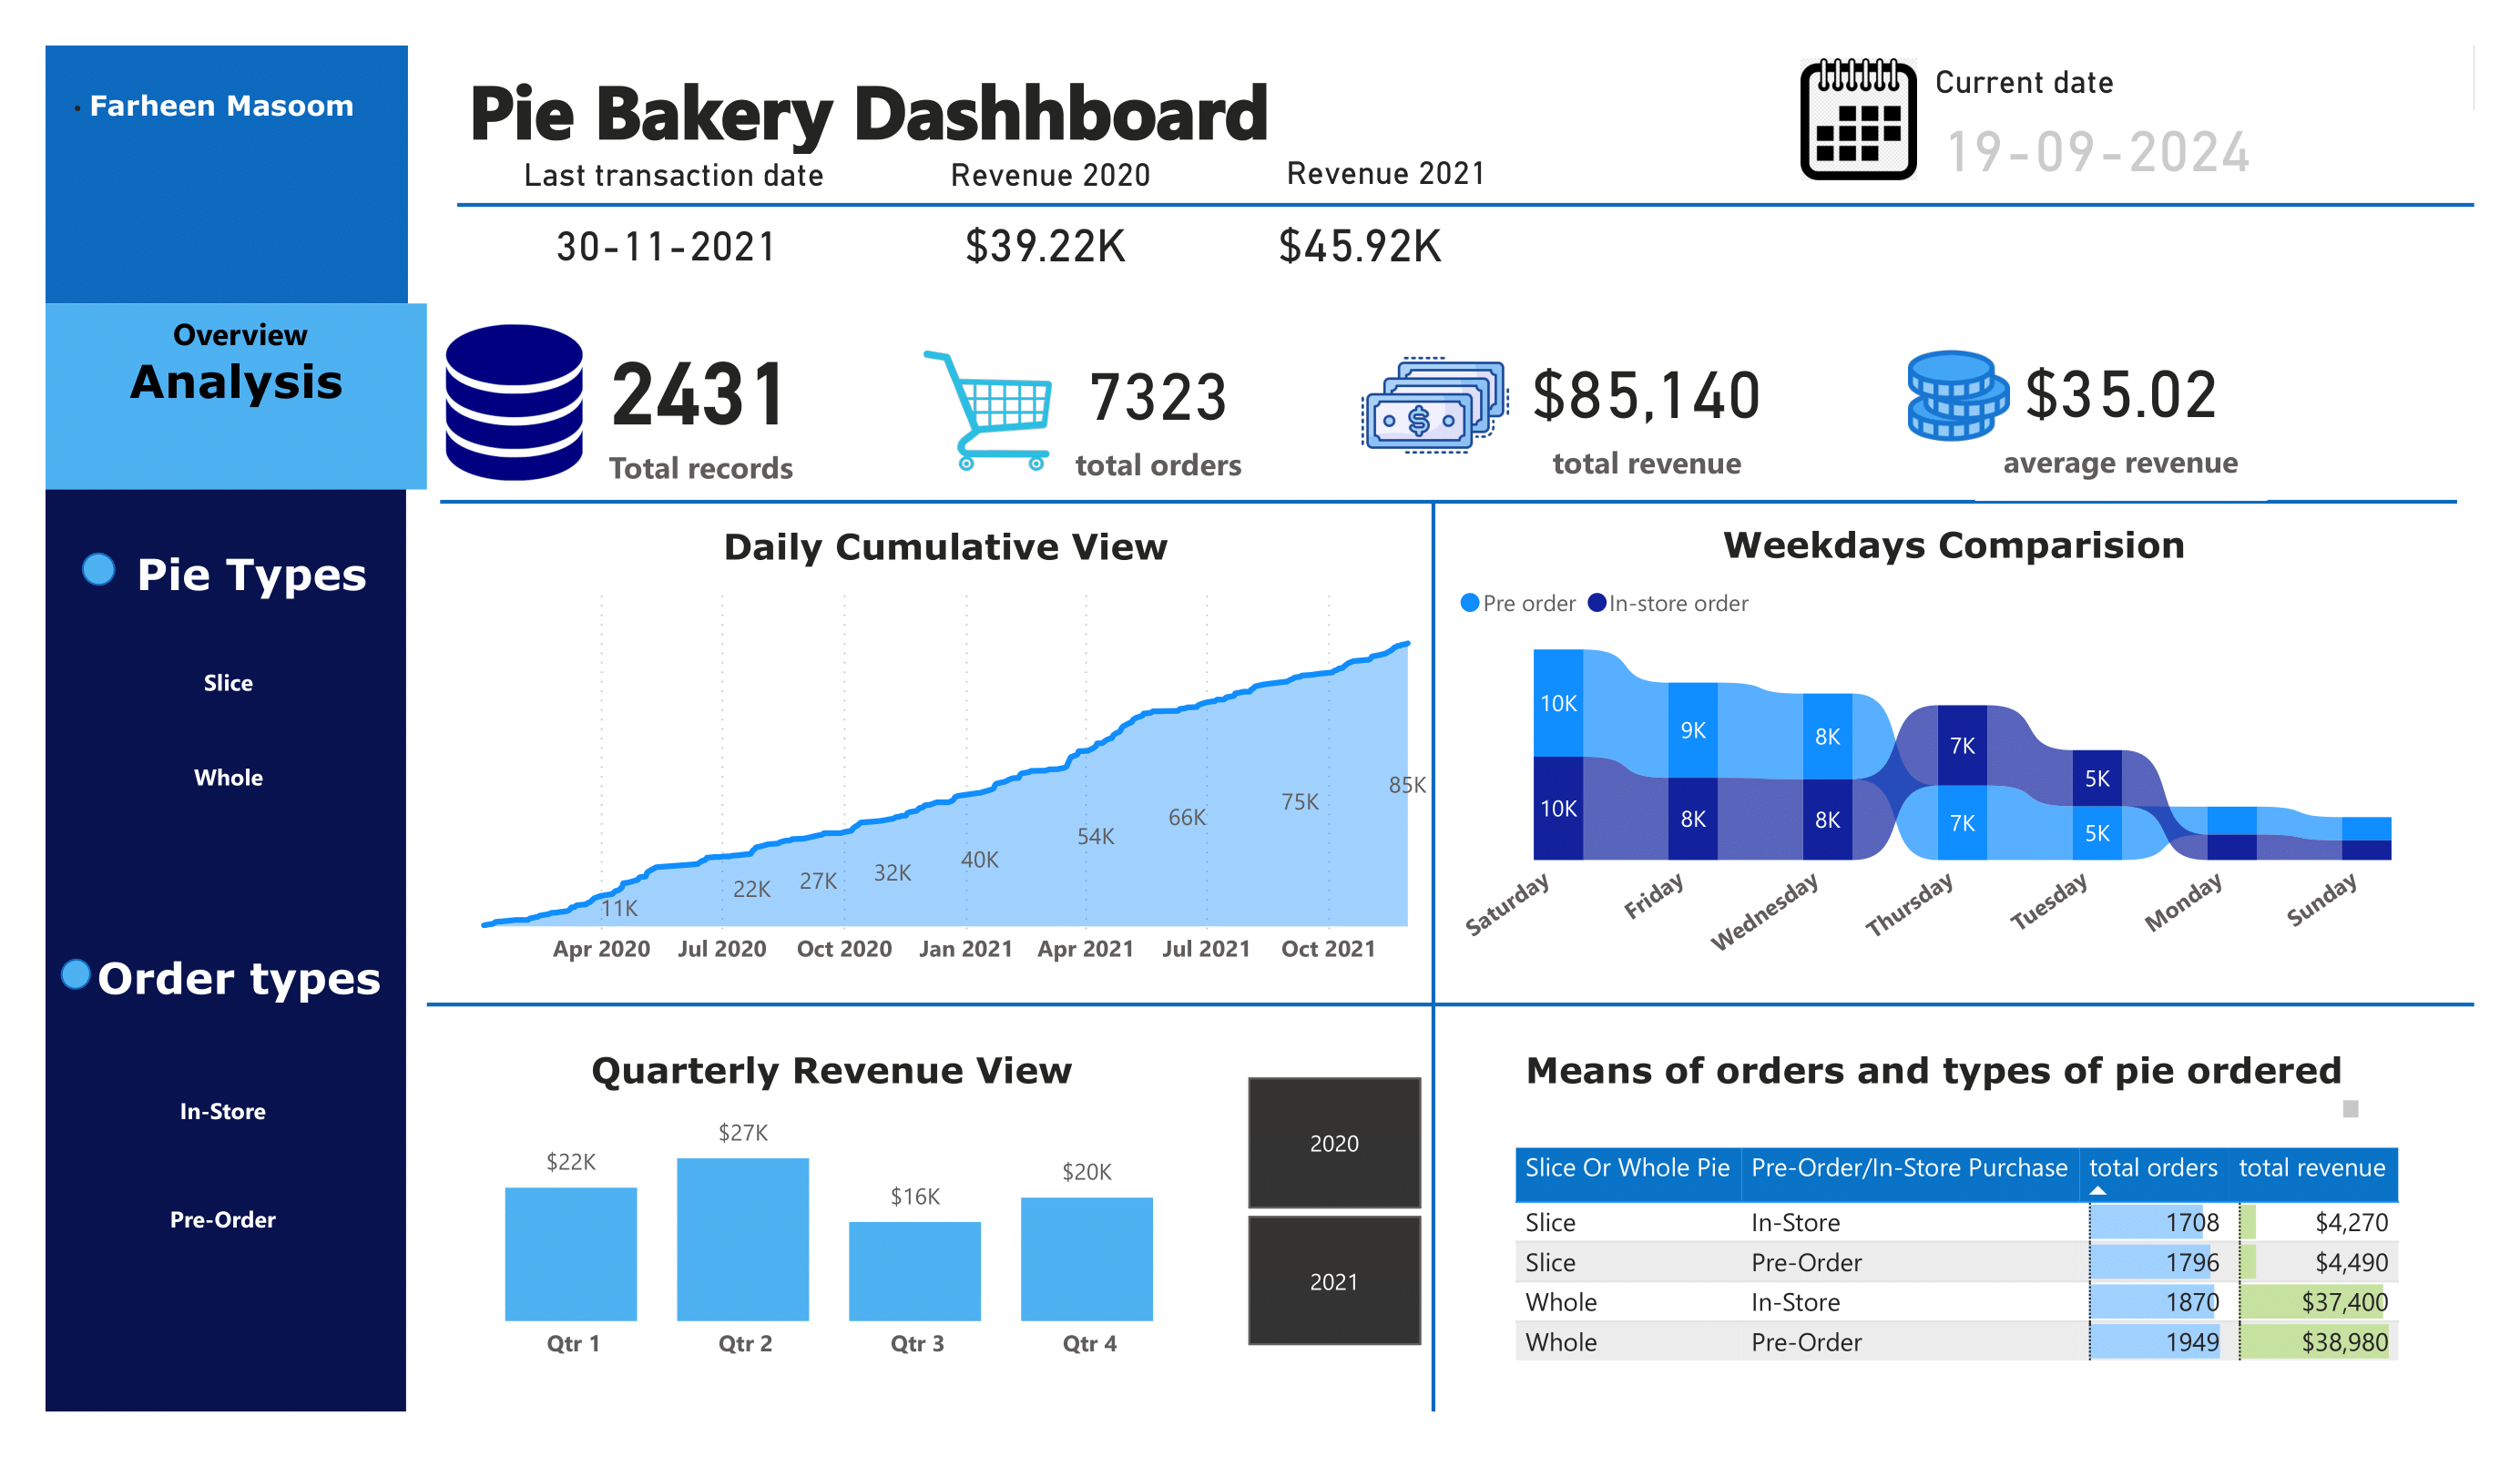 Farheen Masoom
Pie Bakery Dashhboard
Current date
19-09-2024
Last transaction date Revenue 2020 Revenue 2021
30-11-2021 $39.22K $45.92K
Overview
Analysis
2431
Total records
7323
total orders
$85,140
total revenue
$35.02
average revenue
Pie Types
Slice
Whole
Order types
In-Store
Pre-Order
Daily Cumulative View
11K 22K 27K 32K 40K 54K 66K 75K 85K
Apr 2020 Jul 2020 Oct 2020 Jan 2021 Apr 2021 Jul 2021 Oct 2021
Weekdays Comparision
Pre order In-store order
10K 9K 8K 7K 5K
10K 8K 8K 7K 5K
Saturday Friday Wednesday Thursday Tuesday Monday Sunday
Quarterly Revenue View
$22K $27K $16K $20K
Qtr 1 Qtr 2 Qtr 3 Qtr 4
2020
2021
Means of orders and types of pie ordered
Slice Or Whole Pie Pre-Order/In-Store Purchase total orders total revenue
Slice In-Store 1708 $4,270
Slice Pre-Order 1796 $4,490
Whole In-Store 1870 $37,400
Whole Pre-Order 1949 $38,980